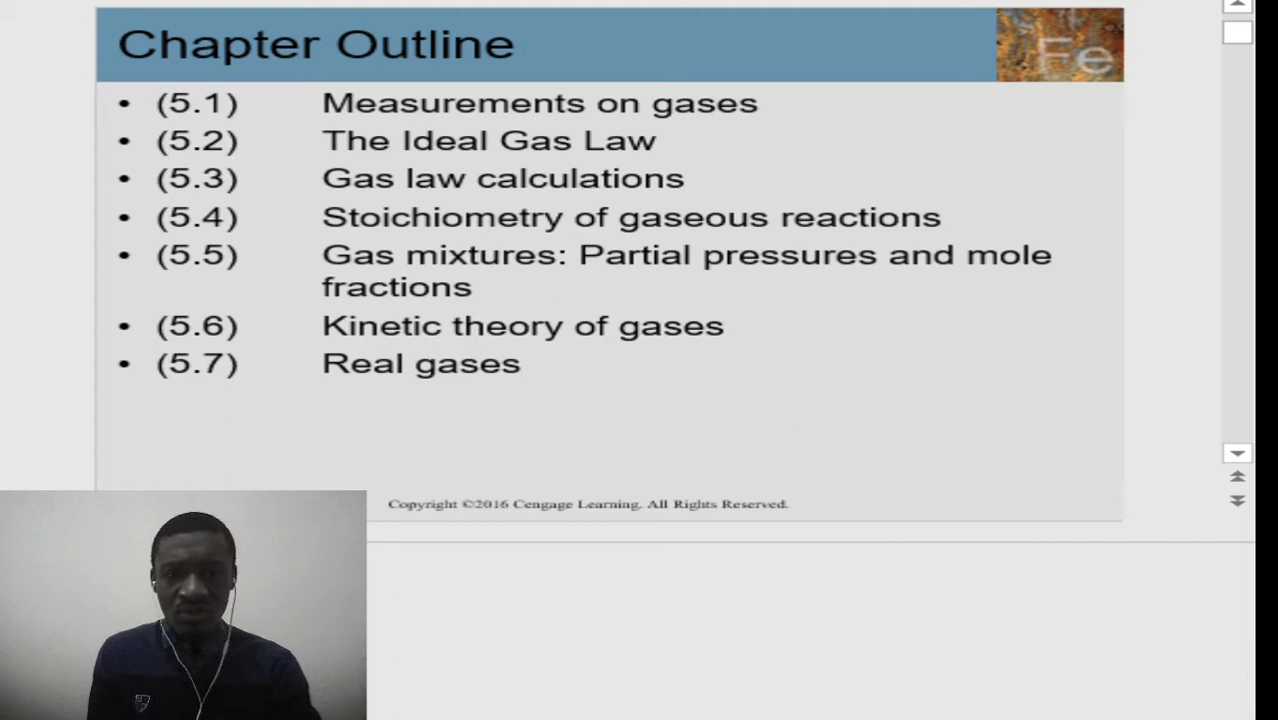 Chapter Outline
Fe
• (5.1) Measurements on gases
• (5.2) The Ideal Gas Law
• (5.3) Gas law calculations
• (5.4) Stoichiometry of gaseous reactions
• (5.5) Gas mixtures: Partial pressures and mole
fractions
• (5.6) Kinetic theory of gases
• (5.7) Real gases
Copyright ©2016 Cengage Learning. All Rights Reserved.